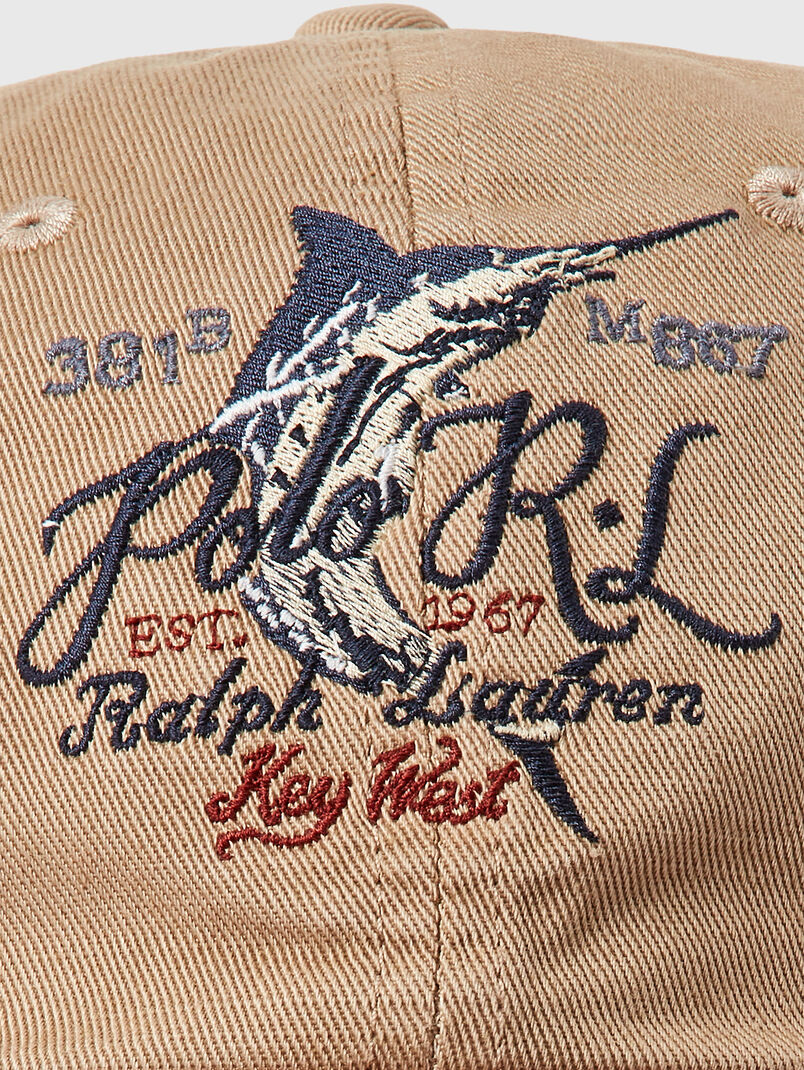 381B M667
Polo R·L
EST. 1967
Ralph Lauren
Key West